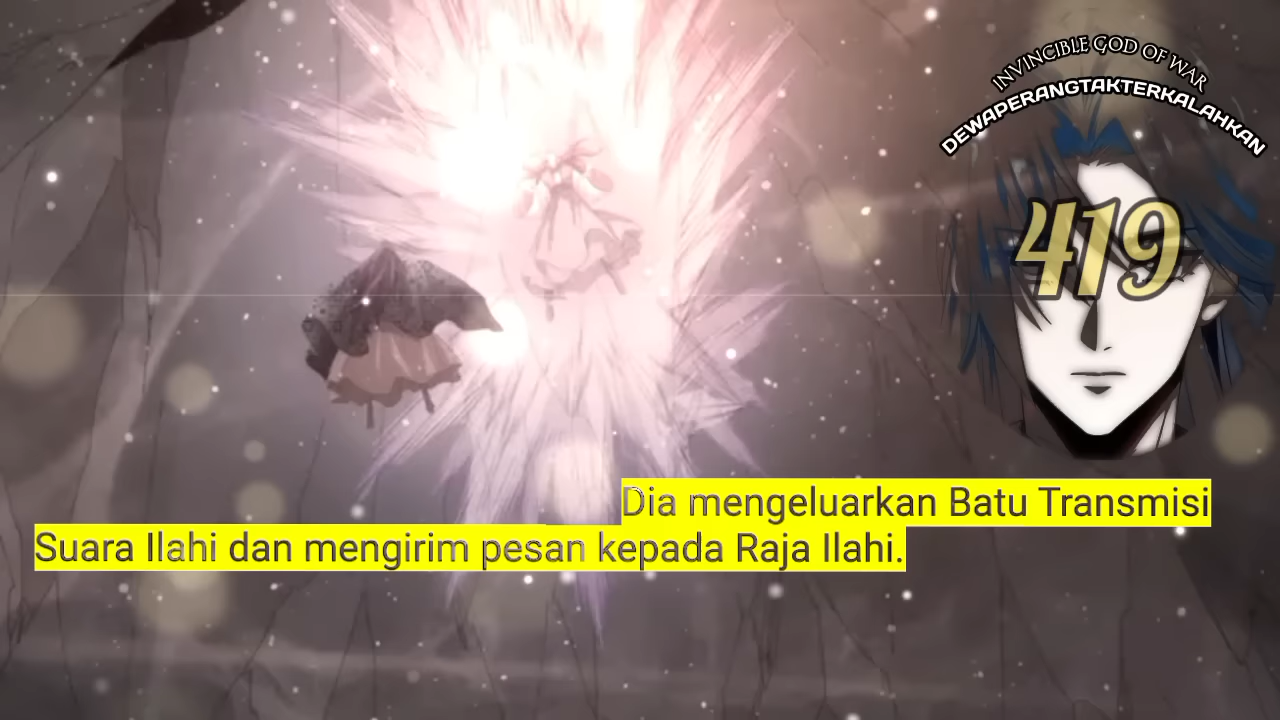 INVINCIBLE GOD OF WAR
DEWAPERANGTAKTERKALAHKAN
419
Dia mengeluarkan Batu Transmisi
Suara Ilahi dan mengirim pesan kepada Raja Ilahi.